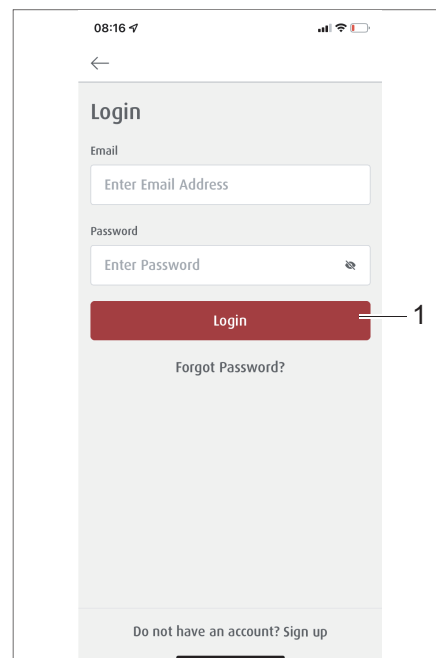 08:16
Login
Email
Enter Email Address
Password
Enter Password
Login
1
Forgot Password?
Do not have an account? Sign up